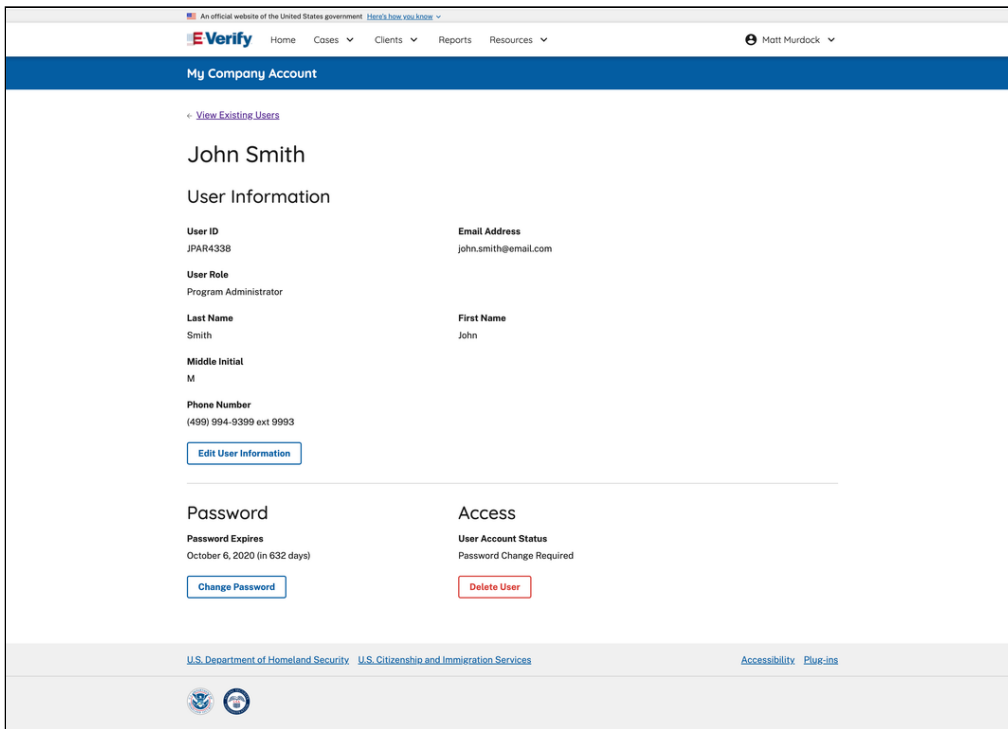 An official website of the United States government Here's how you know
E-Verify Home Cases Clients Reports Resources Matt Murdock
My Company Account
← View Existing Users
John Smith
User Information
User ID Email Address
JPAR4338 john.smith@email.com
User Role
Program Administrator
Last Name First Name
Smith John
Middle Initial
M
Phone Number
(499) 994-9399 ext 9993
Edit User Information
Password Access
Password Expires User Account Status
October 6, 2020 (in 632 days) Password Change Required
Change Password Delete User
U.S. Department of Homeland Security U.S. Citizenship and Immigration Services Accessibility Plug-ins